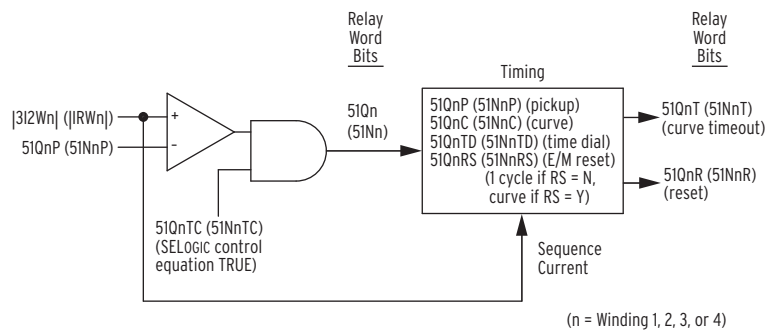 Relay
Word
Bits
Relay
Word
Bits
Timing
|3I2Wn| (|IRWn|)
+
51QnP (51NnP)
–
51Qn
(51Nn)
51QnP (51NnP) (pickup)
51QnC (51NnC) (curve)
51QnTD (51NnTD) (time dial)
51QnRS (51NnRS) (E/M reset)
(1 cycle if RS = N,
curve if RS = Y)
51QnT (51NnT)
(curve timeout)
51QnR (51NnR)
(reset)
51QnTC (51NnTC)
(SELOGIC control
equation TRUE)
Sequence
Current
(n = Winding 1, 2, 3, or 4)